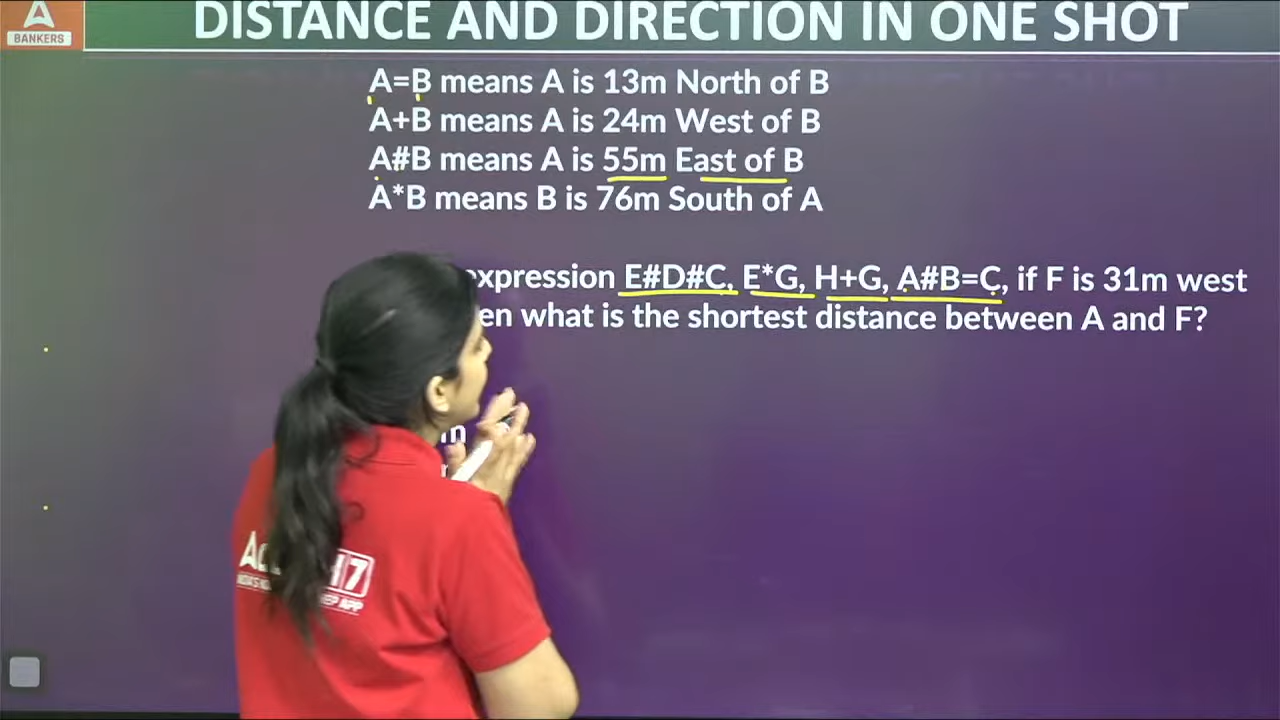 BANKERS
DISTANCE AND DIRECTION IN ONE SHOT
A=B means A is 13m North of B
A+B means A is 24m West of B
A#B means A is 55m East of B
A*B means B is 76m South of A
expression E#D#C, E*G, H+G, A#B=C, if F is 31m west
what is the shortest distance between A and F?
7